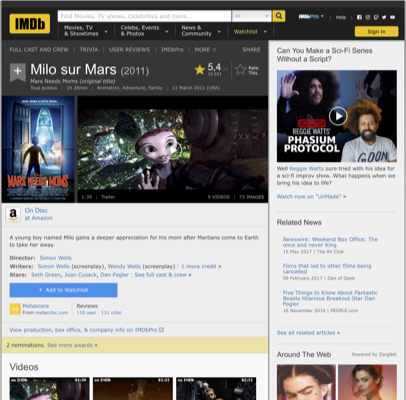 IMDb
Find Movies, TV shows, Celebrities and more...
All
IMDbPro
Help
Movies, TV
& Showtimes
Celebs, Events
& Photos
News &
Community
Watchlist
Sign in
FULL CAST AND CREW | TRIVIA | USER REVIEWS | IMDbPro | MORE
SHARE
Milo sur Mars (2011)
Mars Needs Moms (original title)
Tous publics | 1h 28min | Animation, Adventure, Family | 11 March 2011 (USA)
5,4
Rate
This
MARS NEEDS MOMS
1:39 | Trailer
5 VIDEOS | 73 IMAGES
On Disc
at Amazon
A young boy named Milo gains a deeper appreciation for his mom after Martians come to Earth
to take her away.
Director: Simon Wells
Writers: Simon Wells (screenplay), Wendy Wells (screenplay) | 1 more credit »
Stars: Seth Green, Joan Cusack, Dan Fogler | See full cast & crew »
+ Add to Watchlist
Metascore
From metacritic.com
Reviews
118 user | 131 critic
View production, box office, & company info on IMDbPro
2 nominations. See more awards »
Videos
Can You Make a Sci-Fi Series
Without a Script?
REGGIE WATTS'
PHASIUM
PROTOCOL
Well Reggie Watts sure tried with his idea
for a sci-fi improv show. What happens when we
bring his idea to life?
Watch now on "UnMade" »
Related News
Newswire: Weekend Box Office: The
once and never King
15 May 2017 | The AV Club
Films that led to other films being
cancelled
09 February 2017 | Den of Geek
Five Things to Know About Fantastic
Beasts Hilarious Breakout Star Dan
Fogler
16 November 2016 | PEOPLE.com
See all related articles »
Around The Web
Powered by ZergNet